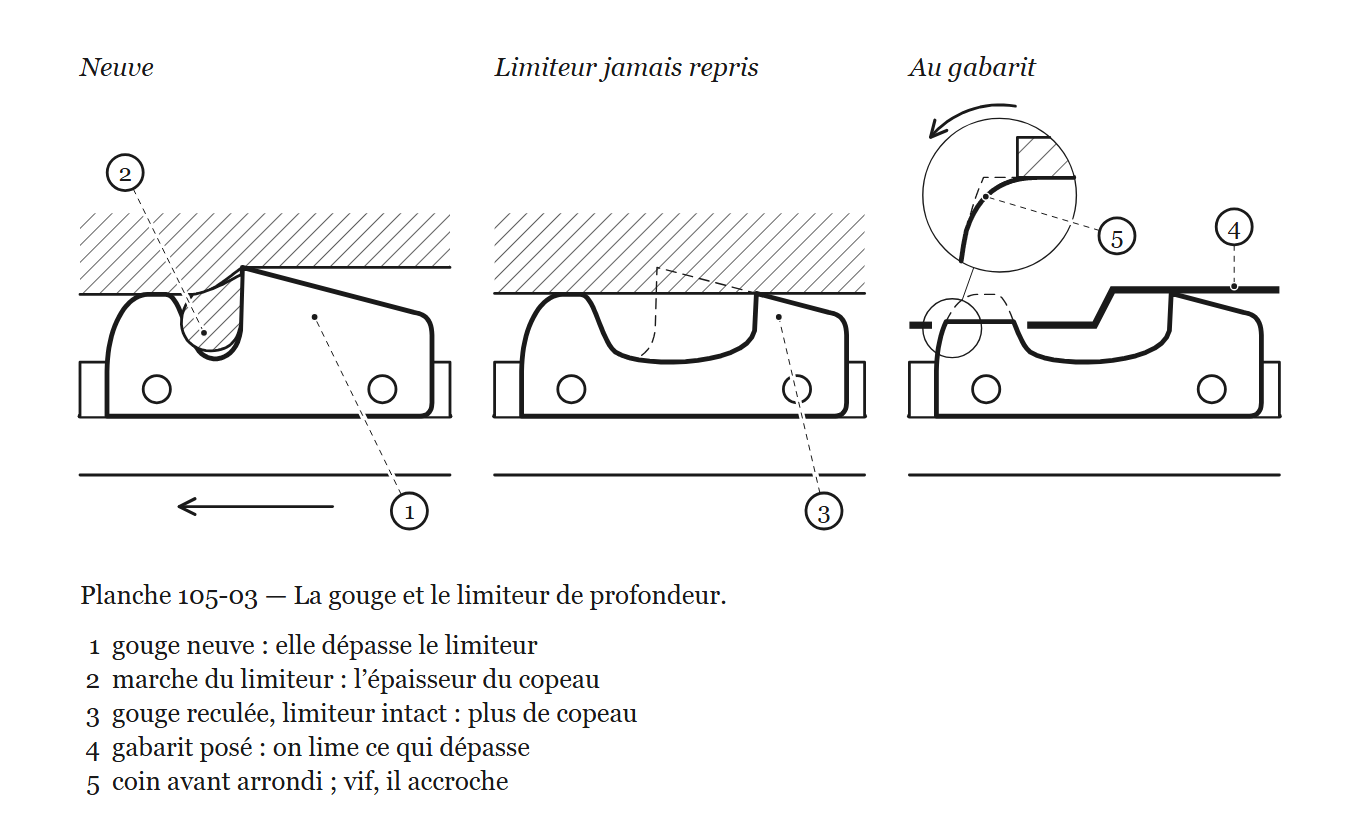 Neuve
Limiteur jamais repris
Au gabarit
2
5
4
1
3
Planche 105-03 — La gouge et le limiteur de profondeur.
1 gouge neuve : elle dépasse le limiteur
2 marche du limiteur : l’épaisseur du copeau
3 gouge reculée, limiteur intact : plus de copeau
4 gabarit posé : on lime ce qui dépasse
5 coin avant arrondi ; vif, il accroche